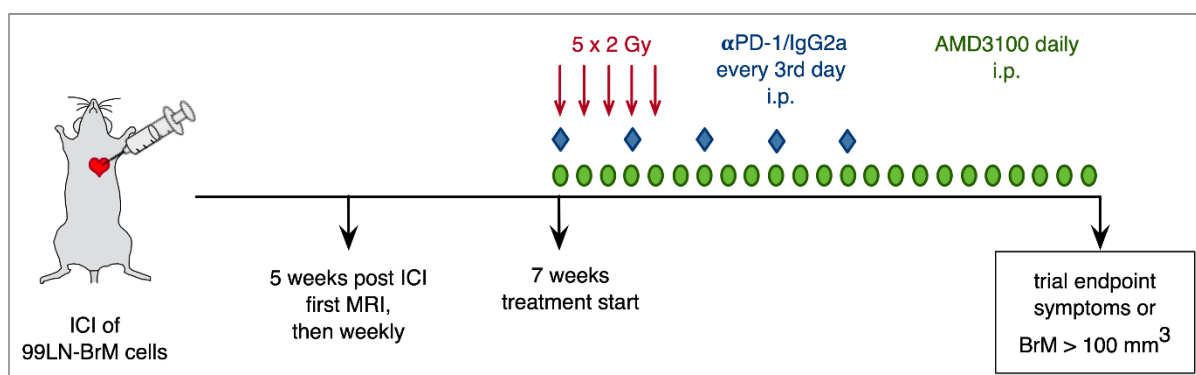 5 x 2 Gy
αPD-1/IgG2a
every 3rd day
i.p.
AMD3100 daily
i.p.
ICI of
99LN-BrM cells
5 weeks post ICI
first MRI,
then weekly
7 weeks
treatment start
trial endpoint
symptoms or
BrM > 100 mm³